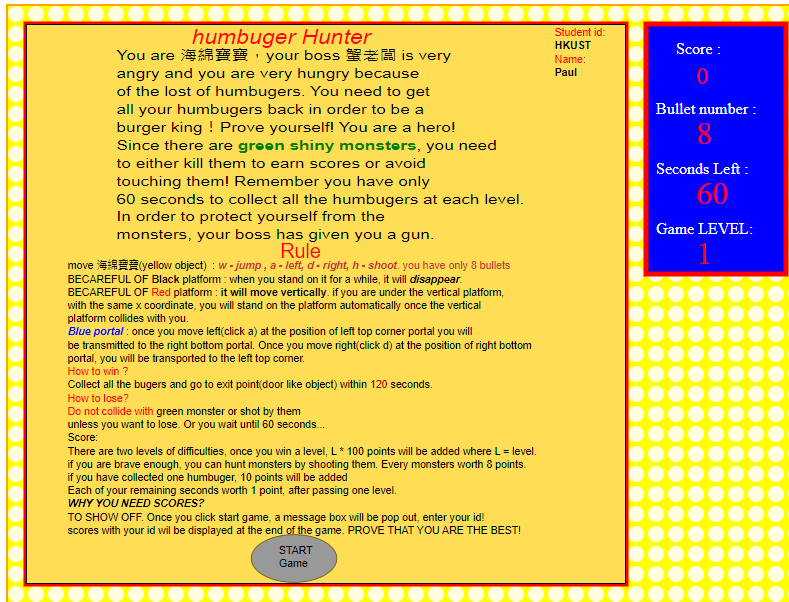 humbuger Hunter
You are 海綿寶寶，your boss 蟹老闆 is very
angry and you are very hungry because
of the lost of humbugers. You need to get
all your humbugers back in order to be a
burger king！Prove yourself! You are a hero!
Since there are green shiny monsters, you need
to either kill them to earn scores or avoid
touching them! Remember you have only
60 seconds to collect all the humbugers at each level.
In order to protect yourself from the
monsters, your boss has given you a gun.
Rule
move 海綿寶寶(yellow object) : w - jump , a - left, d - right, h - shoot. you have only 8 bullets
BECAREFUL OF Black platform : when you stand on it for a while, it will disappear.
BECAREFUL OF Red platform : it will move vertically. if you are under the vertical platform,
with the same x coordinate, you will stand on the platform automatically once the vertical
platform collides with you.
Blue portal : once you move left(click a) at the position of left top corner portal you will
be transmitted to the right bottom portal. Once you move right(click d) at the position of right bottom
portal, you will be transported to the left top corner.
How to win ?
Collect all the bugers and go to exit point(door like object) within 120 seconds.
How to lose?
Do not collide with green monster or shot by them
unless you want to lose. Or you wait until 60 seconds...
Score:
There are two levels of difficulties, once you win a level, L * 100 points will be added where L = level.
if you are brave enough, you can hunt monsters by shooting them. Every monsters worth 8 points.
if you have collected one humbuger, 10 points will be added
Each of your remaining seconds worth 1 point, after passing one level.
WHY YOU NEED SCORES?
TO SHOW OFF. Once you click start game, a message box will be pop out, enter your id!
scores with your id wil be displayed at the end of the game. PROVE THAT YOU ARE THE BEST!
START
Game
Student id:
HKUST
Name:
Paul
Score :
0
Bullet number :
8
Seconds Left :
60
Game LEVEL:
1